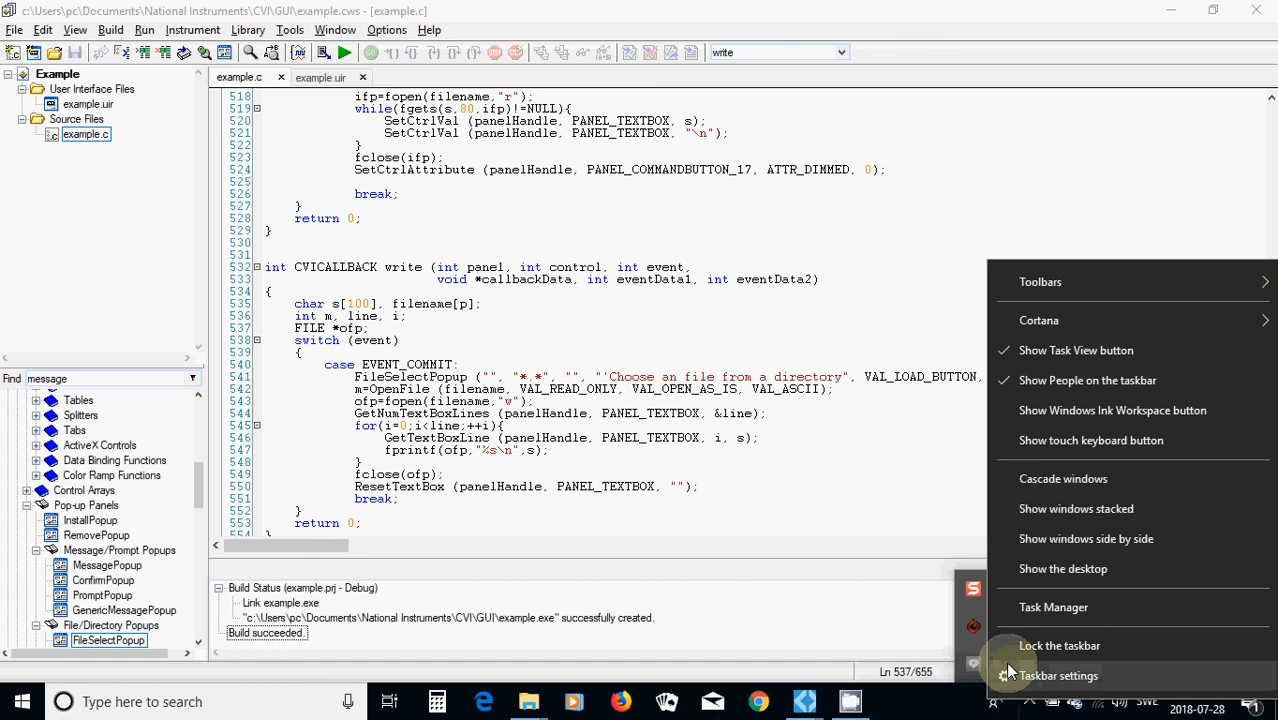 c:\Users\pc\Documents\National Instruments\CVI\GUI\example.cws - [example.c]
File Edit View Build Run Instrument Library Tools Window Options Help
write
Example
User Interface Files
example.uir
Source Files
example.c
example.c
example.uir
518 ifp=fopen(filename,"r");
519 while(fgets(s,80,ifp)!=NULL){
520 SetCtrlVal (panelHandle, PANEL_TEXTBOX, s);
521 SetCtrlVal (panelHandle, PANEL_TEXTBOX, "\n");
522 }
523 fclose(ifp);
524 SetCtrlAttribute (panelHandle, PANEL_COMMANDBUTTON_17, ATTR_DIMMED, 0);
525
526 break;
527 }
528 return 0;
529 }
530
531
532 int CVICALLBACK write (int panel, int control, int event,
533 void *callbackData, int eventData1, int eventData2)
534 {
535 char s[100], filename[p];
536 int m, line, i;
537 FILE *ofp;
538 switch (event)
539 {
540 case EVENT_COMMIT:
541 FileSelectPopup ("", "*.*", "", "'Choose an file from a directory", VAL_LOAD_BUTTON,
542 m=OpenFile (filename, VAL_READ_ONLY, VAL_OPEN_AS_IS, VAL_ASCII);
543 ofp=fopen(filename,"w");
544 GetNumTextBoxLines (panelHandle, PANEL_TEXTBOX, &line);
545 for(i=0;i<line;++i){
546 GetTextBoxLine (panelHandle, PANEL_TEXTBOX, i, s);
547 fprintf(ofp,"%s\n",s);
548 }
549 fclose(ofp);
550 ResetTextBox (panelHandle, PANEL_TEXTBOX, "");
551 break;
552 }
553 return 0;
554 }
Find message
Tables
Splitters
Tabs
ActiveX Controls
Data Binding Functions
Color Ramp Functions
Control Arrays
Pop-up Panels
InstallPopup
RemovePopup
Message/Prompt Popups
MessagePopup
ConfirmPopup
PromptPopup
GenericMessagePopup
File/Directory Popups
FileSelectPopup
Build Status (example.prj - Debug)
Link example.exe
"c:\Users\pc\Documents\National Instruments\CVI\GUI\example.exe" successfully created.
Build succeeded.
Ln 537/655
Toolbars
Cortana
Show Task View button
Show People on the taskbar
Show Windows Ink Workspace button
Show touch keyboard button
Cascade windows
Show windows stacked
Show windows side by side
Show the desktop
Task Manager
Lock the taskbar
Taskbar settings
Type here to search
SWE
2018-07-28